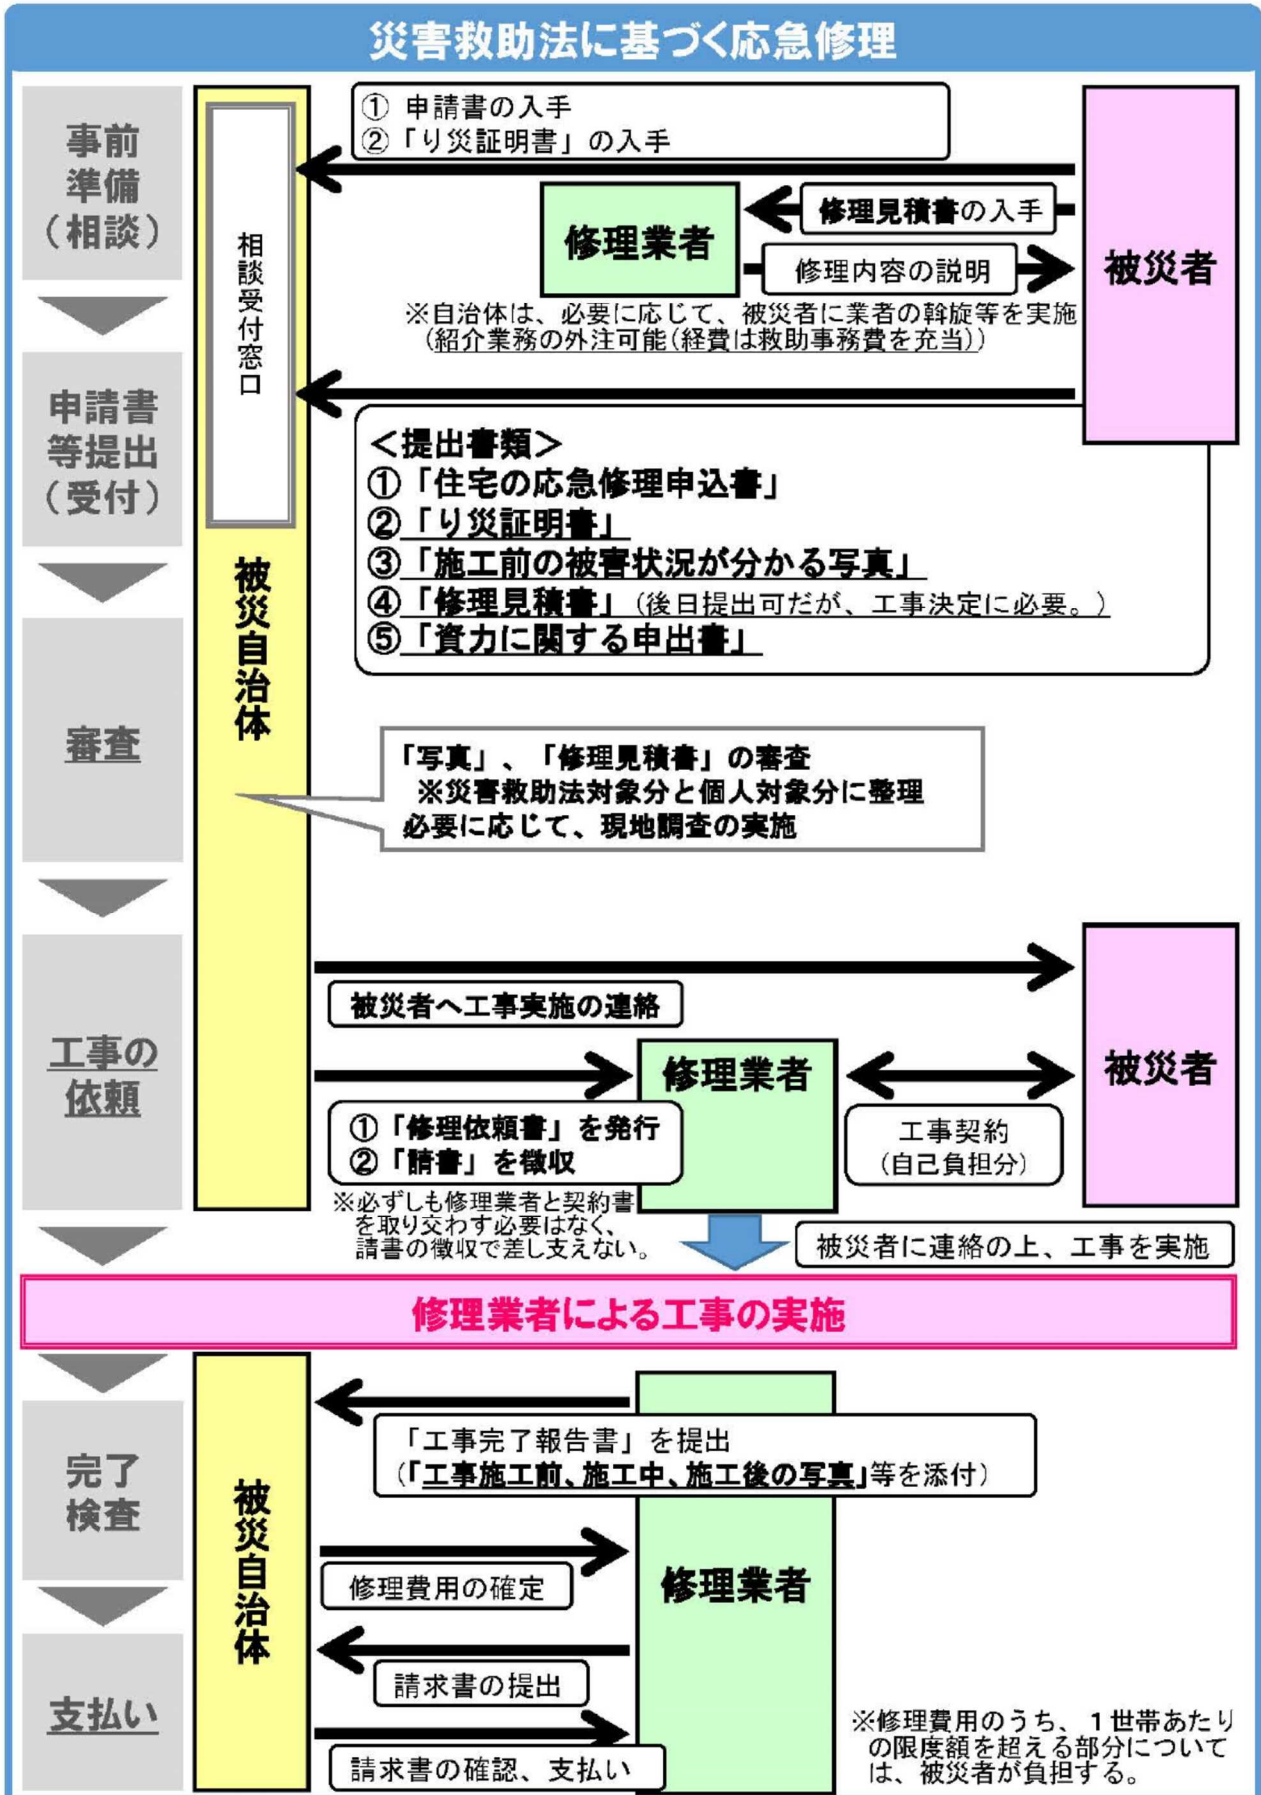 災害救助法に基づく応急修理
事前
準備
（相談）
相談受付窓口
① 申請書の入手
②「り災証明書」の入手
修理業者
修理見積書の入手
修理内容の説明
被災者
※自治体は、必要に応じて、被災者に業者の斡旋等を実施
（紹介業務の外注可能（経費は救助事務費を充当））
申請書
等提出
（受付）
＜提出書類＞
①「住宅の応急修理申込書」
②「り災証明書」
③「施工前の被害状況が分かる写真」
④「修理見積書」（後日提出可だが、工事決定に必要。）
⑤「資力に関する申出書」
被災自治体
審査
「写真」、「修理見積書」の審査
※災害救助法対象分と個人対象分に整理
必要に応じて、現地調査の実施
工事の
依頼
被災者へ工事実施の連絡
修理業者
被災者
①「修理依頼書」を発行
②「請書」を徴収
工事契約
（自己負担分）
※必ずしも修理業者と契約書
を取り交わす必要はなく、
請書の徴収で差し支えない。
被災者に連絡の上、工事を実施
修理業者による工事の実施
完了
検査
被災自治体
「工事完了報告書」を提出
（「工事施工前、施工中、施工後の写真」等を添付）
修理費用の確定
修理業者
請求書の提出
支払い
請求書の確認、支払い
※修理費用のうち、１世帯あたり
の限度額を超える部分について
は、被災者が負担する。